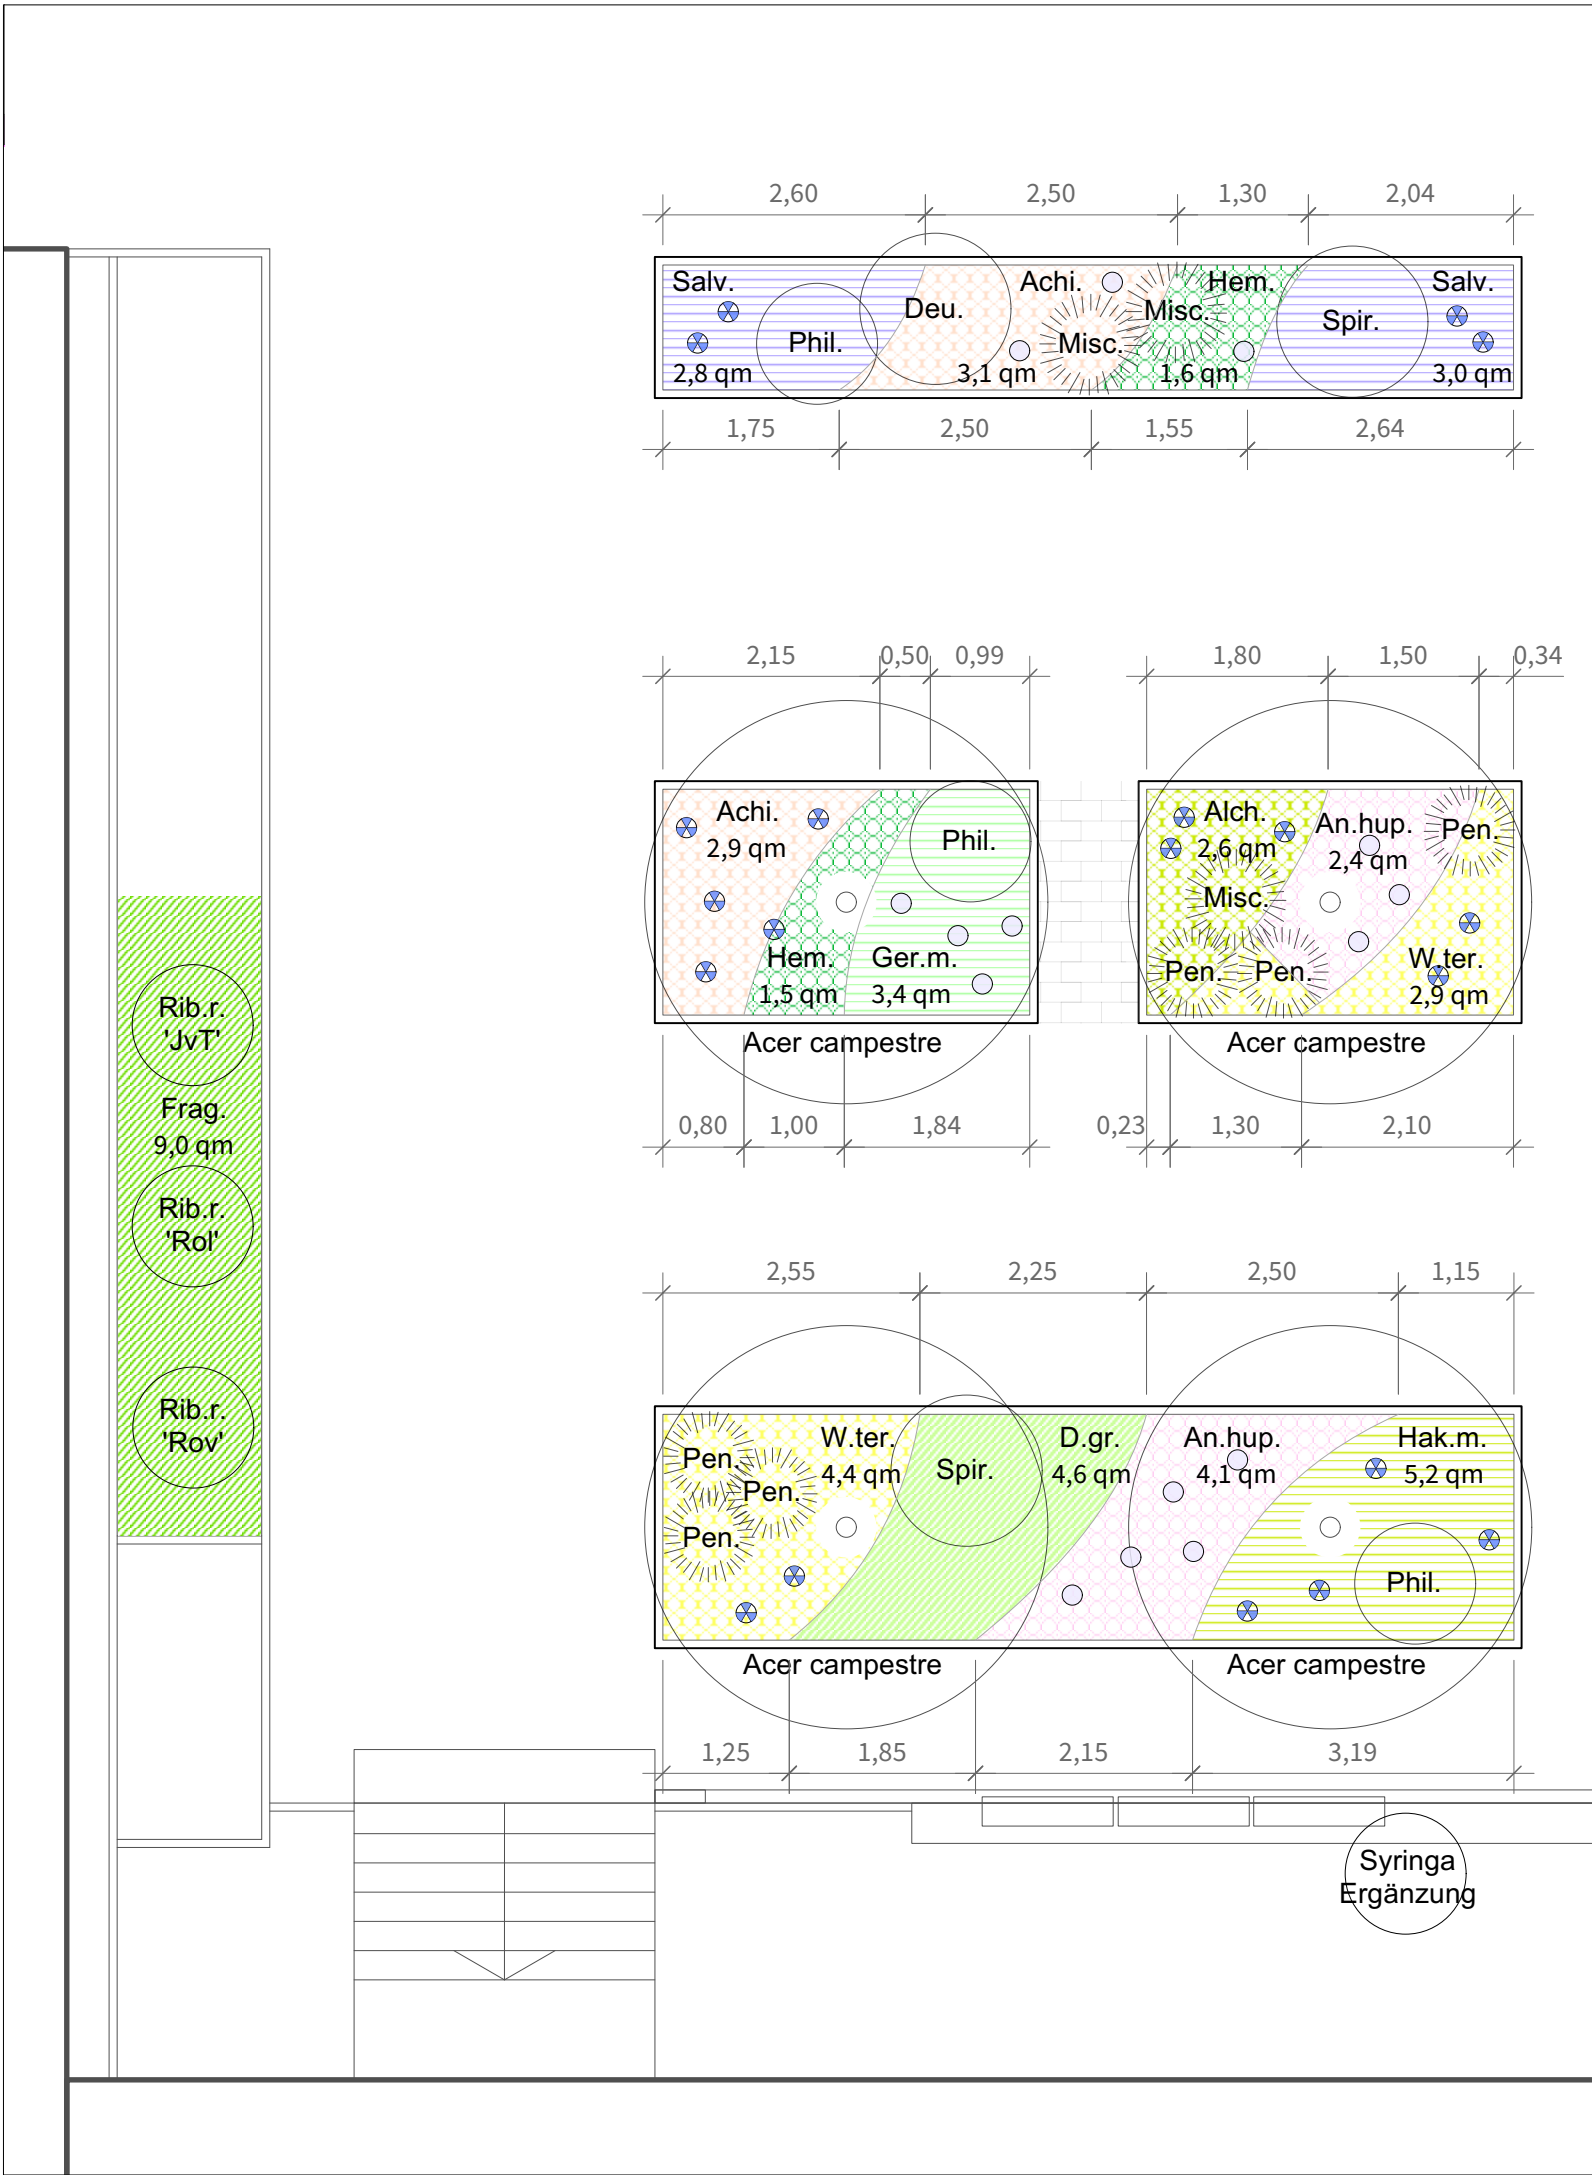 2,60 2,50 1,30 2,04
Salv. Achi. Hem. Salv.
Deu. Misc. Spir.
Phil. Misc.
2,8 qm 3,1 qm 1,6 qm 3,0 qm
1,75 2,50 1,55 2,64
2,15 0,50 0,99 1,80 1,50 0,34
Achi.
2,9 qm
Phil.
Hem.
1,5 qm
Ger.m.
3,4 qm
Acer campestre
Alch.
2,6 qm
An.hup.
2,4 qm
Pen.
Misc.
Pen. Pen.
W.ter.
2,9 qm
Acer campestre
0,80 1,00 1,84 0,23 1,30 2,10
Rib.r.
'JvT'
Frag.
9,0 qm
Rib.r.
'Rol'
Rib.r.
'Rov'
2,55 2,25 2,50 1,15
W.ter.
4,4 qm
Pen.
Pen.
Pen.
Spir.
D.gr.
4,6 qm
An.hup.
4,1 qm
Hak.m.
5,2 qm
Phil.
Acer campestre Acer campestre
1,25 1,85 2,15 3,19
Syringa
Ergänzung